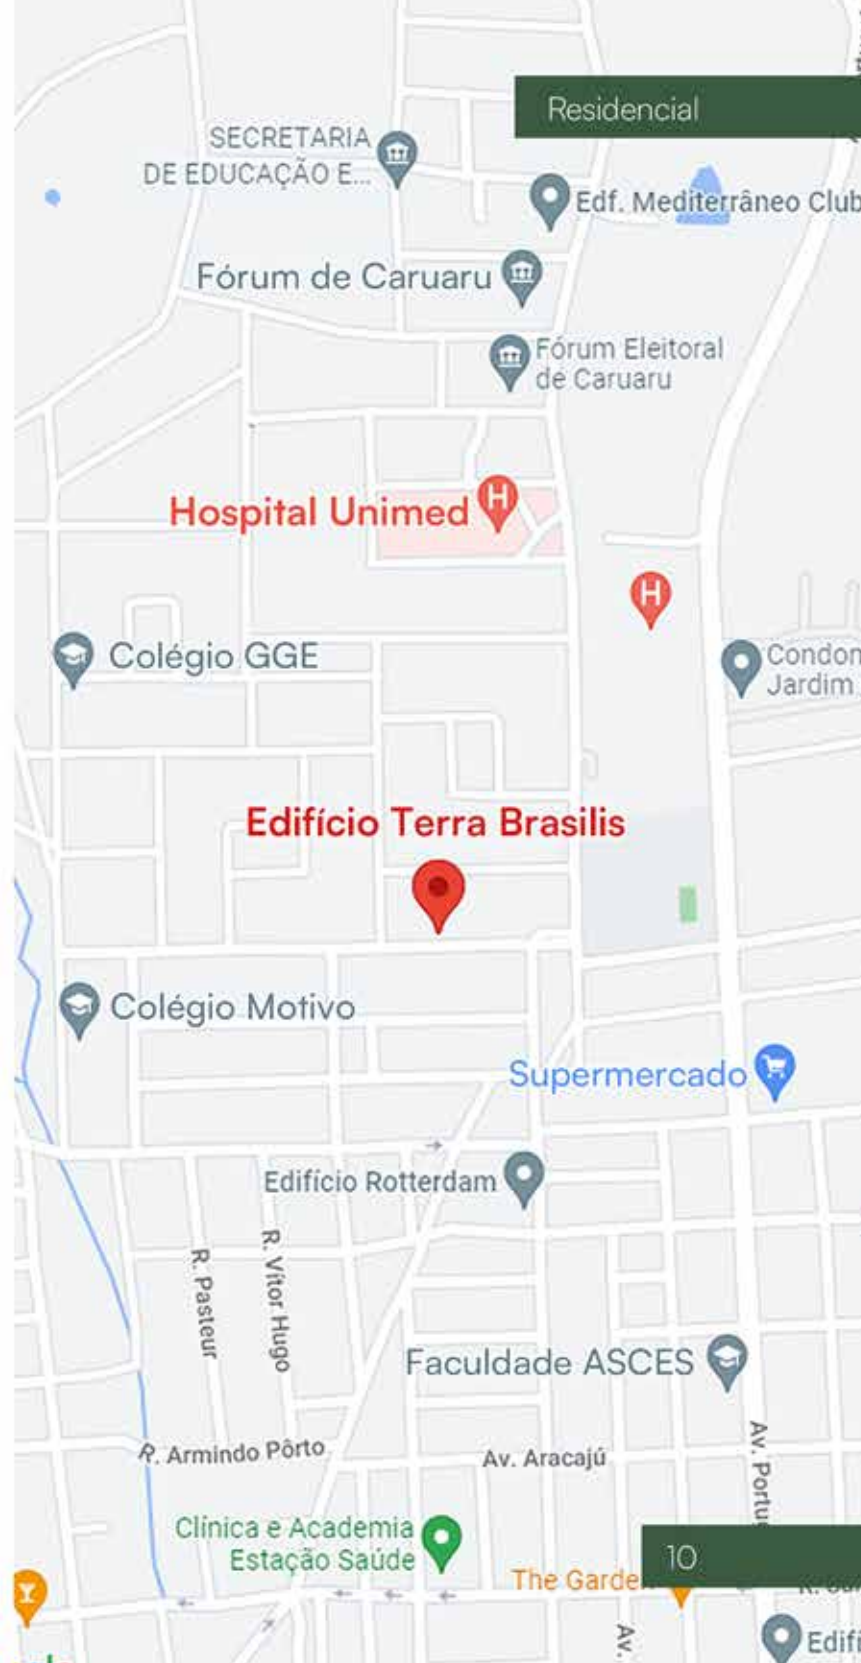 Residencial
SECRETARIA
DE EDUCAÇÃO E...
Edf. Mediterrâneo Club
Fórum de Caruaru
Fórum Eleitoral
de Caruaru
Hospital Unimed
H
H
Colégio GGE
Condon
Jardim
Edifício Terra Brasilis
Colégio Motivo
Supermercado
Edifício Rotterdam
R. Pasteur
R. Vítor Hugo
Faculdade ASCES
R. Armindo Pôrto
Av. Aracajú
Av. Portu
Clínica e Academia
Estação Saúde
10
The Garde
Av.
Edifí